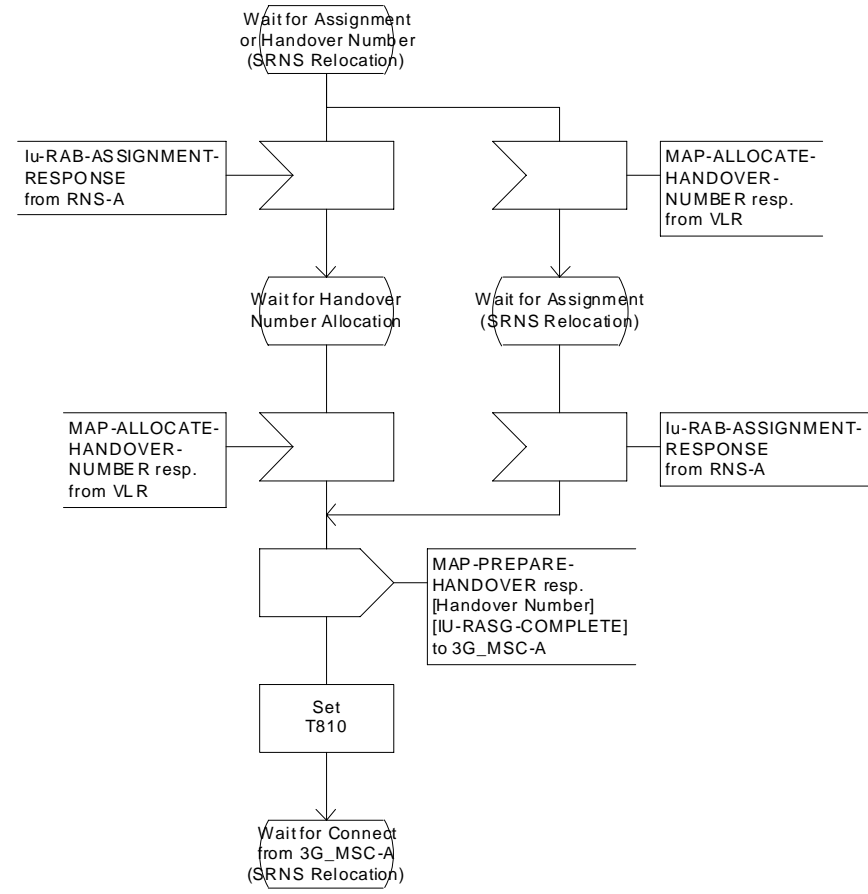 Wait for Assignment
or Handover Number
(SRNS Relocation)
Iu-RAB-ASSIGNMENT-
RESPONSE
from RNS-A
MAP-ALLOCATE-
HANDOVER-
NUMBER resp.
from VLR
Wait for Handover
Number Allocation
Wait for Assignment
(SRNS Relocation)
MAP-ALLOCATE-
HANDOVER-
NUMBER resp.
from VLR
Iu-RAB-ASSIGNMENT-
RESPONSE
from RNS-A
MAP-PREPARE-
HANDOVER resp.
[Handover Number]
[IU-RASG-COMPLETE]
to 3G_MSC-A
Set
T810
Wait for Connect
from 3G_MSC-A
(SRNS Relocation)